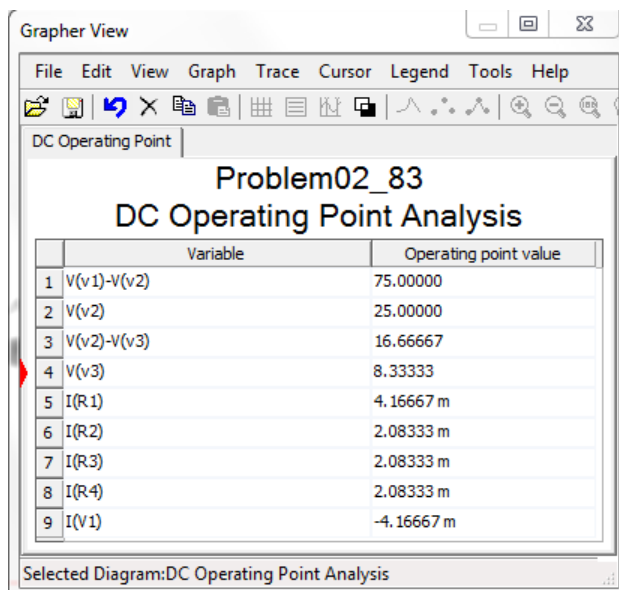 Grapher View
File Edit View Graph Trace Cursor Legend Tools Help
DC Operating Point
Problem02_83
DC Operating Point Analysis
Variable Operating point value
1 V(v1)-V(v2) 75.00000
2 V(v2) 25.00000
3 V(v2)-V(v3) 16.66667
4 V(v3) 8.33333
5 I(R1) 4.16667 m
6 I(R2) 2.08333 m
7 I(R3) 2.08333 m
8 I(R4) 2.08333 m
9 I(V1) -4.16667 m
Selected Diagram:DC Operating Point Analysis